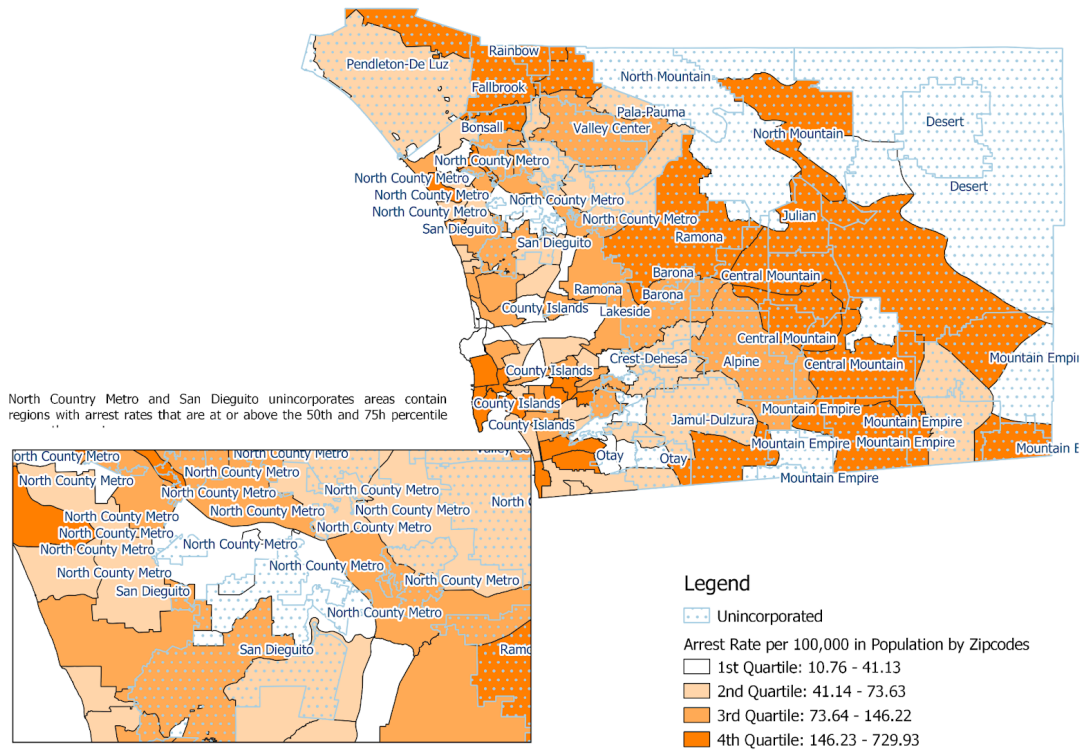 Rainbow
Pendleton-De Luz
North Mountain
Fallbrook
Pala-Pauma
Desert
Bonsall
Valley Center
North Mountain
North County Metro
North County Metro
Desert
North County Metro
North County Metro
North County Metro
North County Metro
Julian
San Dieguito
Ramona
San Dieguito
Barona
Central Mountain
Ramona
Barona
County Islands
Lakeside
Central Mountain
Crest-Dehesa
Mountain Empi
Alpine
Central Mountain
County Islands
North Country Metro and San Dieguito unincorporates areas contain
regions with arrest rates that are at or above the 50th and 75h percentile
County Islands
Mountain Empire
Jamul-Dulzura
Mountain Empire
County Islands
Mountain Empire
Mountain Empire
Mountain E
Otay
Otay
Mountain Empire
orth County Metro
North County Metro
North County Metro
North County Metro
North County Metro
North County Metro
North C
North County Metro
North County Metro
North County Metro
North County Metro
North County Metro
North County Metro
North County Metro
North County Metro
North County Metro
North County Metro
North County Metro
San Dieguito
North County Metro
San Dieguito
Ramo
Legend
Unincorporated
Arrest Rate per 100,000 in Population by Zipcodes
1st Quartile: 10.76 - 41.13
2nd Quartile: 41.14 - 73.63
3rd Quartile: 73.64 - 146.22
4th Quartile: 146.23 - 729.93